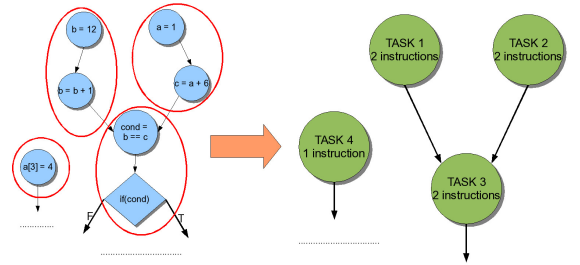 b = 12
a = 1
b = b + 1
c = a + 6
cond =
b == c
a[3] = 4
if(cond)
F
T
...............
...................................
TASK 1
2 instructions
TASK 2
2 instructions
TASK 4
1 instruction
TASK 3
2 instructions
...................................